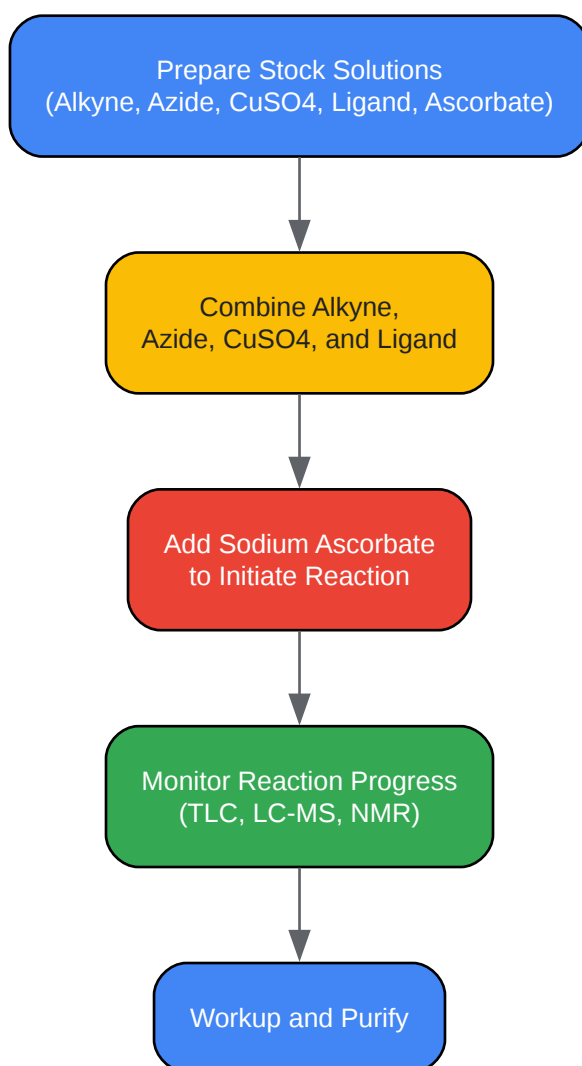 Prepare Stock Solutions
(Alkyne, Azide, CuSO4, Ligand, Ascorbate)
Combine Alkyne,
Azide, CuSO4, and Ligand
Add Sodium Ascorbate
to Initiate Reaction
Monitor Reaction Progress
(TLC, LC-MS, NMR)
Workup and Purify